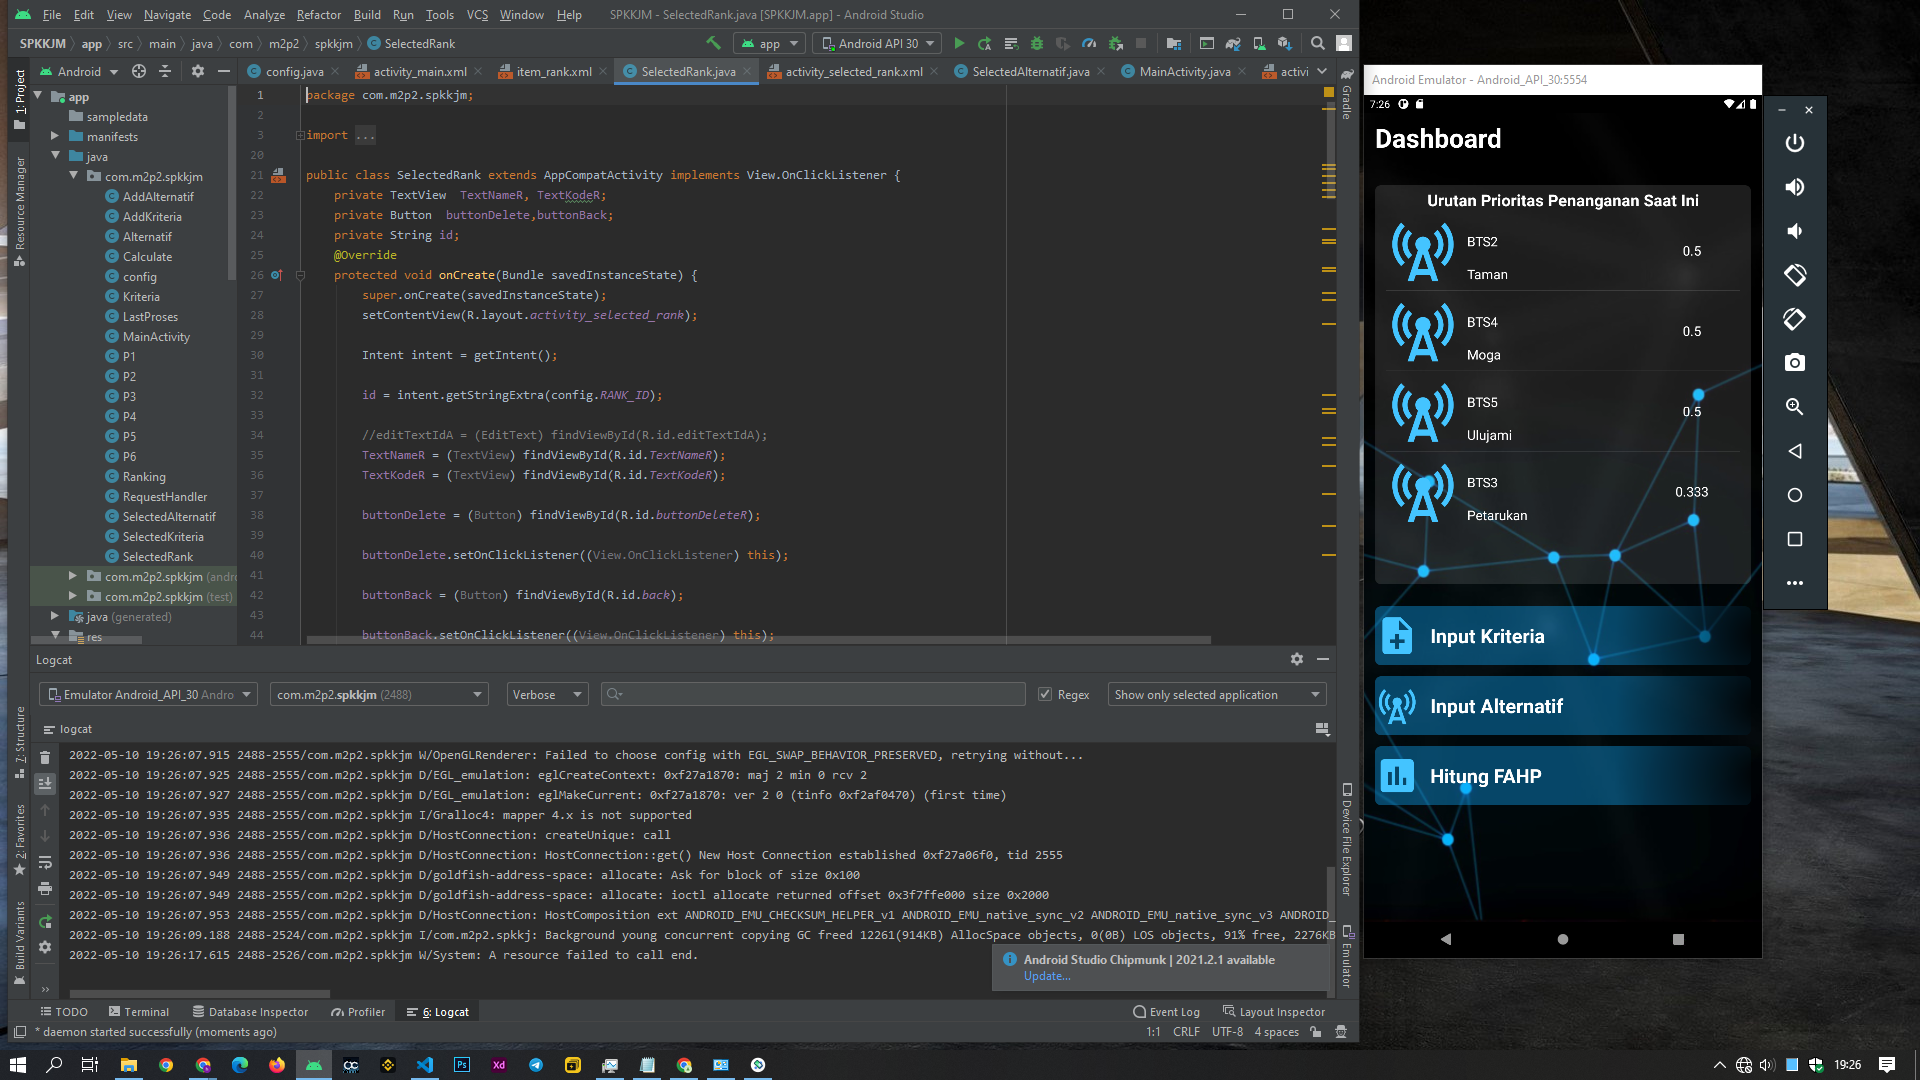 File Edit View Navigate Code Analyze Refactor Build Run Tools VCS Window Help SPKKJM - SelectedRank.java [SPKKJM.app] - Android Studio
SPKKJM app src main java com m2p2 spkkjm SelectedRank
app Android API 30
1: Project
Resource Manager
7: Structure
2: Favorites
Build Variants
Android
config.java activity_main.xml item_rank.xml SelectedRank.java activity_selected_rank.xml SelectedAlternatif.java MainActivity.java activi
app
sampledata
manifests
java
com.m2p2.spkkjm
AddAlternatif
AddKriteria
Alternatif
Calculate
config
Kriteria
LastProses
MainActivity
P1
P2
P3
P4
P5
P6
Ranking
RequestHandler
SelectedAlternatif
SelectedKriteria
SelectedRank
com.m2p2.spkkjm (andr
com.m2p2.spkkjm (test)
java (generated)
res
1 package com.m2p2.spkkjm;
2
3 import ...
20
21 public class SelectedRank extends AppCompatActivity implements View.OnClickListener {
22 private TextView TextNameR, TextKodeR;
23 private Button buttonDelete,buttonBack;
24 private String id;
25 @Override
26 protected void onCreate(Bundle savedInstanceState) {
27 super.onCreate(savedInstanceState);
28 setContentView(R.layout.activity_selected_rank);
29
30 Intent intent = getIntent();
31
32 id = intent.getStringExtra(config.RANK_ID);
33
34 //editTextIdA = (EditText) findViewById(R.id.editTextIdA);
35 TextNameR = (TextView) findViewById(R.id.TextNameR);
36 TextKodeR = (TextView) findViewById(R.id.TextKodeR);
37
38 buttonDelete = (Button) findViewById(R.id.buttonDeleteR);
39
40 buttonDelete.setOnClickListener((View.OnClickListener) this);
41
42 buttonBack = (Button) findViewById(R.id.back);
43
44 buttonBack.setOnClickListener((View.OnClickListener) this);
Gradle
Device File Explorer
Emulator
Logcat
Emulator Android_API_30 Andro com.m2p2.spkkjm (2488) Verbose Regex Show only selected application
logcat
2022-05-10 19:26:07.915 2488-2555/com.m2p2.spkkjm W/OpenGLRenderer: Failed to choose config with EGL_SWAP_BEHAVIOR_PRESERVED, retrying without...
2022-05-10 19:26:07.925 2488-2555/com.m2p2.spkkjm D/EGL_emulation: eglCreateContext: 0xf27a1870: maj 2 min 0 rcv 2
2022-05-10 19:26:07.927 2488-2555/com.m2p2.spkkjm D/EGL_emulation: eglMakeCurrent: 0xf27a1870: ver 2 0 (tinfo 0xf2af0470) (first time)
2022-05-10 19:26:07.935 2488-2555/com.m2p2.spkkjm I/Gralloc4: mapper 4.x is not supported
2022-05-10 19:26:07.936 2488-2555/com.m2p2.spkkjm D/HostConnection: createUnique: call
2022-05-10 19:26:07.936 2488-2555/com.m2p2.spkkjm D/HostConnection: HostConnection::get() New Host Connection established 0xf27a06f0, tid 2555
2022-05-10 19:26:07.949 2488-2555/com.m2p2.spkkjm D/goldfish-address-space: allocate: Ask for block of size 0x100
2022-05-10 19:26:07.949 2488-2555/com.m2p2.spkkjm D/goldfish-address-space: allocate: ioctl allocate returned offset 0x3f7ffe000 size 0x2000
2022-05-10 19:26:07.953 2488-2555/com.m2p2.spkkjm D/HostConnection: HostComposition ext ANDROID_EMU_CHECKSUM_HELPER_v1 ANDROID_EMU_native_sync_v2 ANDROID_EMU_native_sync_v3 ANDROID_
2022-05-10 19:26:09.188 2488-2524/com.m2p2.spkkjm I/com.m2p2.spkkj: Background young concurrent copying GC freed 12261(914KB) AllocSpace objects, 0(0B) LOS objects, 91% free, 2276KB
2022-05-10 19:26:17.615 2488-2526/com.m2p2.spkkjm W/System: A resource failed to call end.
Android Studio Chipmunk | 2021.2.1 available
Update...
TODO Terminal Database Inspector Profiler 6: Logcat Event Log Layout Inspector
* daemon started successfully (moments ago) 1:1 CRLF UTF-8 4 spaces
Android Emulator - Android_API_30:5554
7:26
Dashboard
Urutan Prioritas Penanganan Saat Ini
BTS2
0.5
Taman
BTS4
0.5
Moga
BTS5
0.5
Ulujami
BTS3
0.333
Petarukan
Input Kriteria
Input Alternatif
Hitung FAHP
CC Ps Xd
19:26